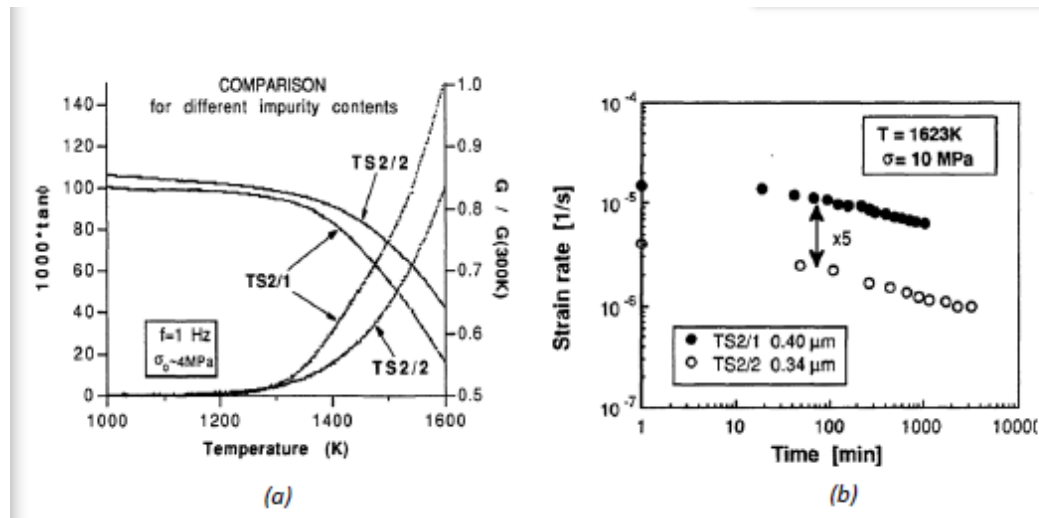 COMPARISON
for different impurity contents
140
120
100
80
60
40
20
0
1000*tanϕ
TS2/2
TS2/1
TS2/2
f=1 Hz
σ₀~4MPa
1.0
0.9
0.8
0.7
0.6
0.5
G / G(300K)
1000
1200
1400
1600
Temperature (K)
(a)
10⁻⁴
10⁻⁵
10⁻⁶
10⁻⁷
Strain rate [1/s]
T = 1623K
σ= 10 MPa
x5
TS2/1 0.40 µm
TS2/2 0.34 µm
1
10
100
1000
10000
Time [min]
(b)